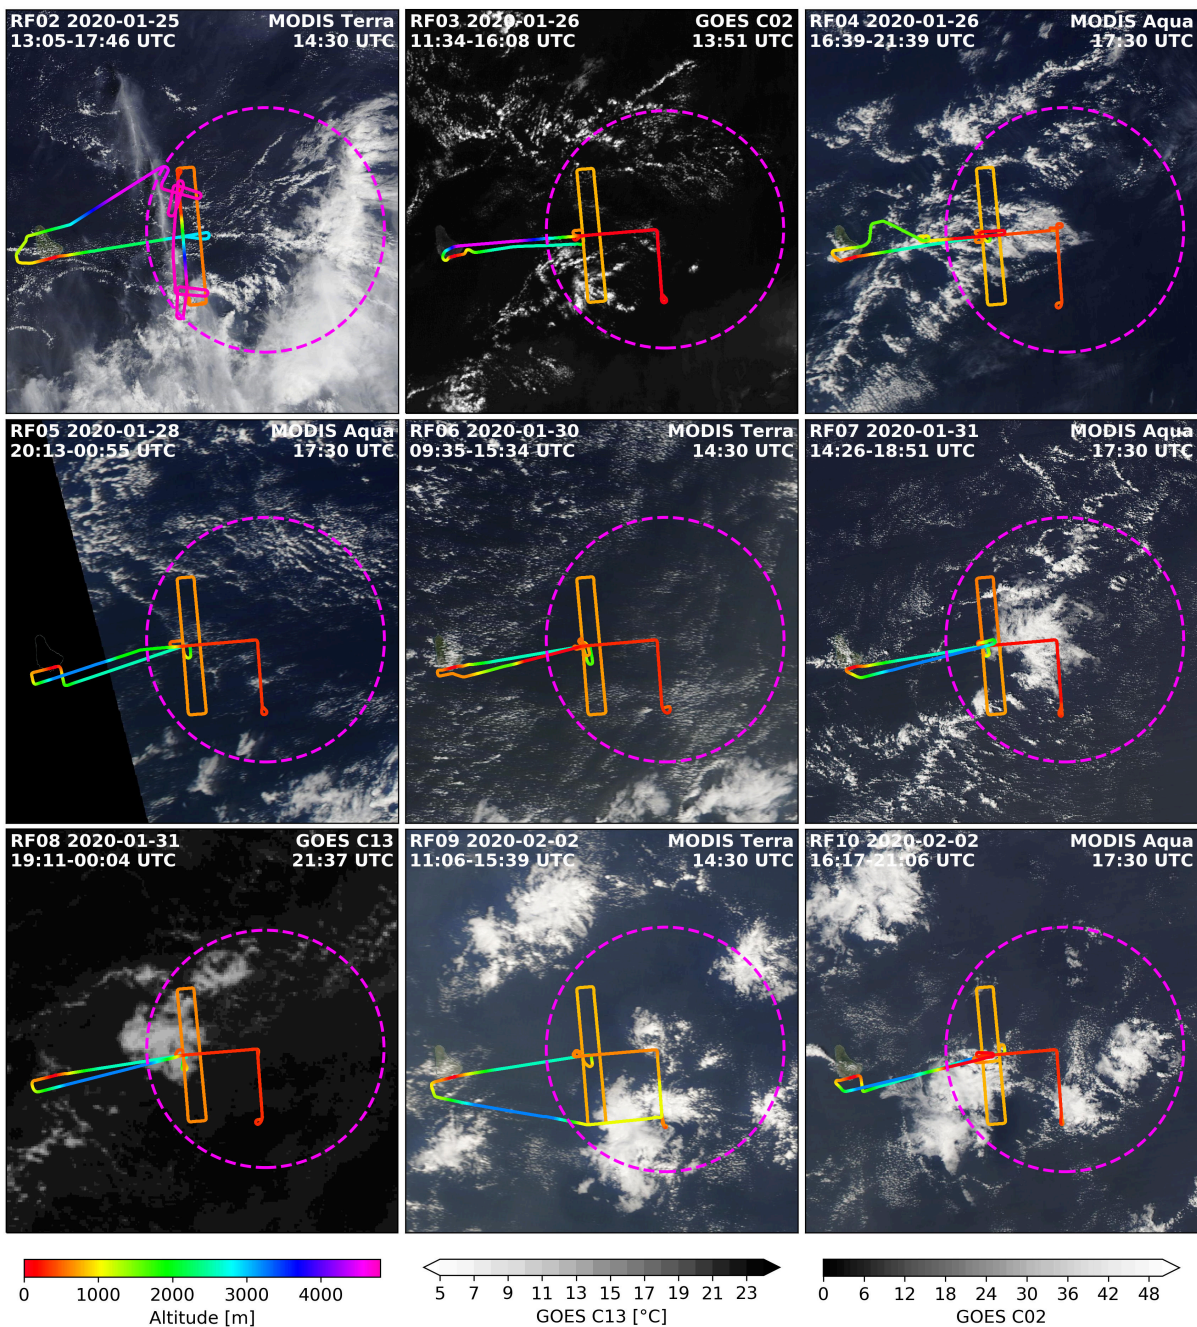 RF02 2020-01-25 MODIS Terra
13:05-17:46 UTC 14:30 UTC
RF03 2020-01-26 GOES C02
11:34-16:08 UTC 13:51 UTC
RF04 2020-01-26 MODIS Aqua
16:39-21:39 UTC 17:30 UTC
RF05 2020-01-28 MODIS Aqua
20:13-00:55 UTC 17:30 UTC
RF06 2020-01-30 MODIS Terra
09:35-15:34 UTC 14:30 UTC
RF07 2020-01-31 MODIS Aqua
14:26-18:51 UTC 17:30 UTC
RF08 2020-01-31 GOES C13
19:11-00:04 UTC 21:37 UTC
RF09 2020-02-02 MODIS Terra
11:06-15:39 UTC 14:30 UTC
RF10 2020-02-02 MODIS Aqua
16:17-21:06 UTC 17:30 UTC
0 1000 2000 3000 4000
Altitude [m]
5 7 9 11 13 15 17 19 21 23
GOES C13 [°C]
0 6 12 18 24 30 36 42 48
GOES C02